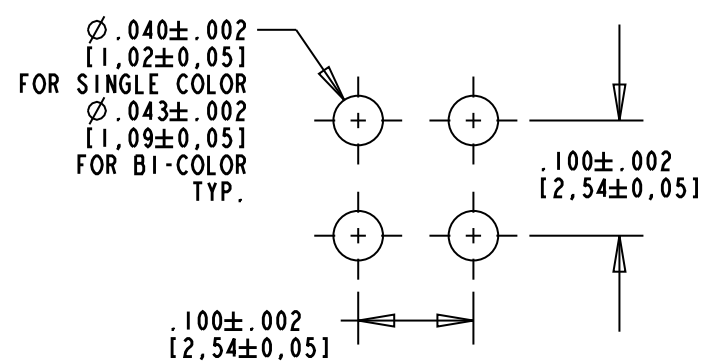 Ø.040±.002
[1,02±0,05]
FOR SINGLE COLOR
Ø.043±.002
[1,09±0,05]
FOR BI-COLOR
TYP.
.100±.002
[2,54±0,05]
.100±.002
[2,54±0,05]